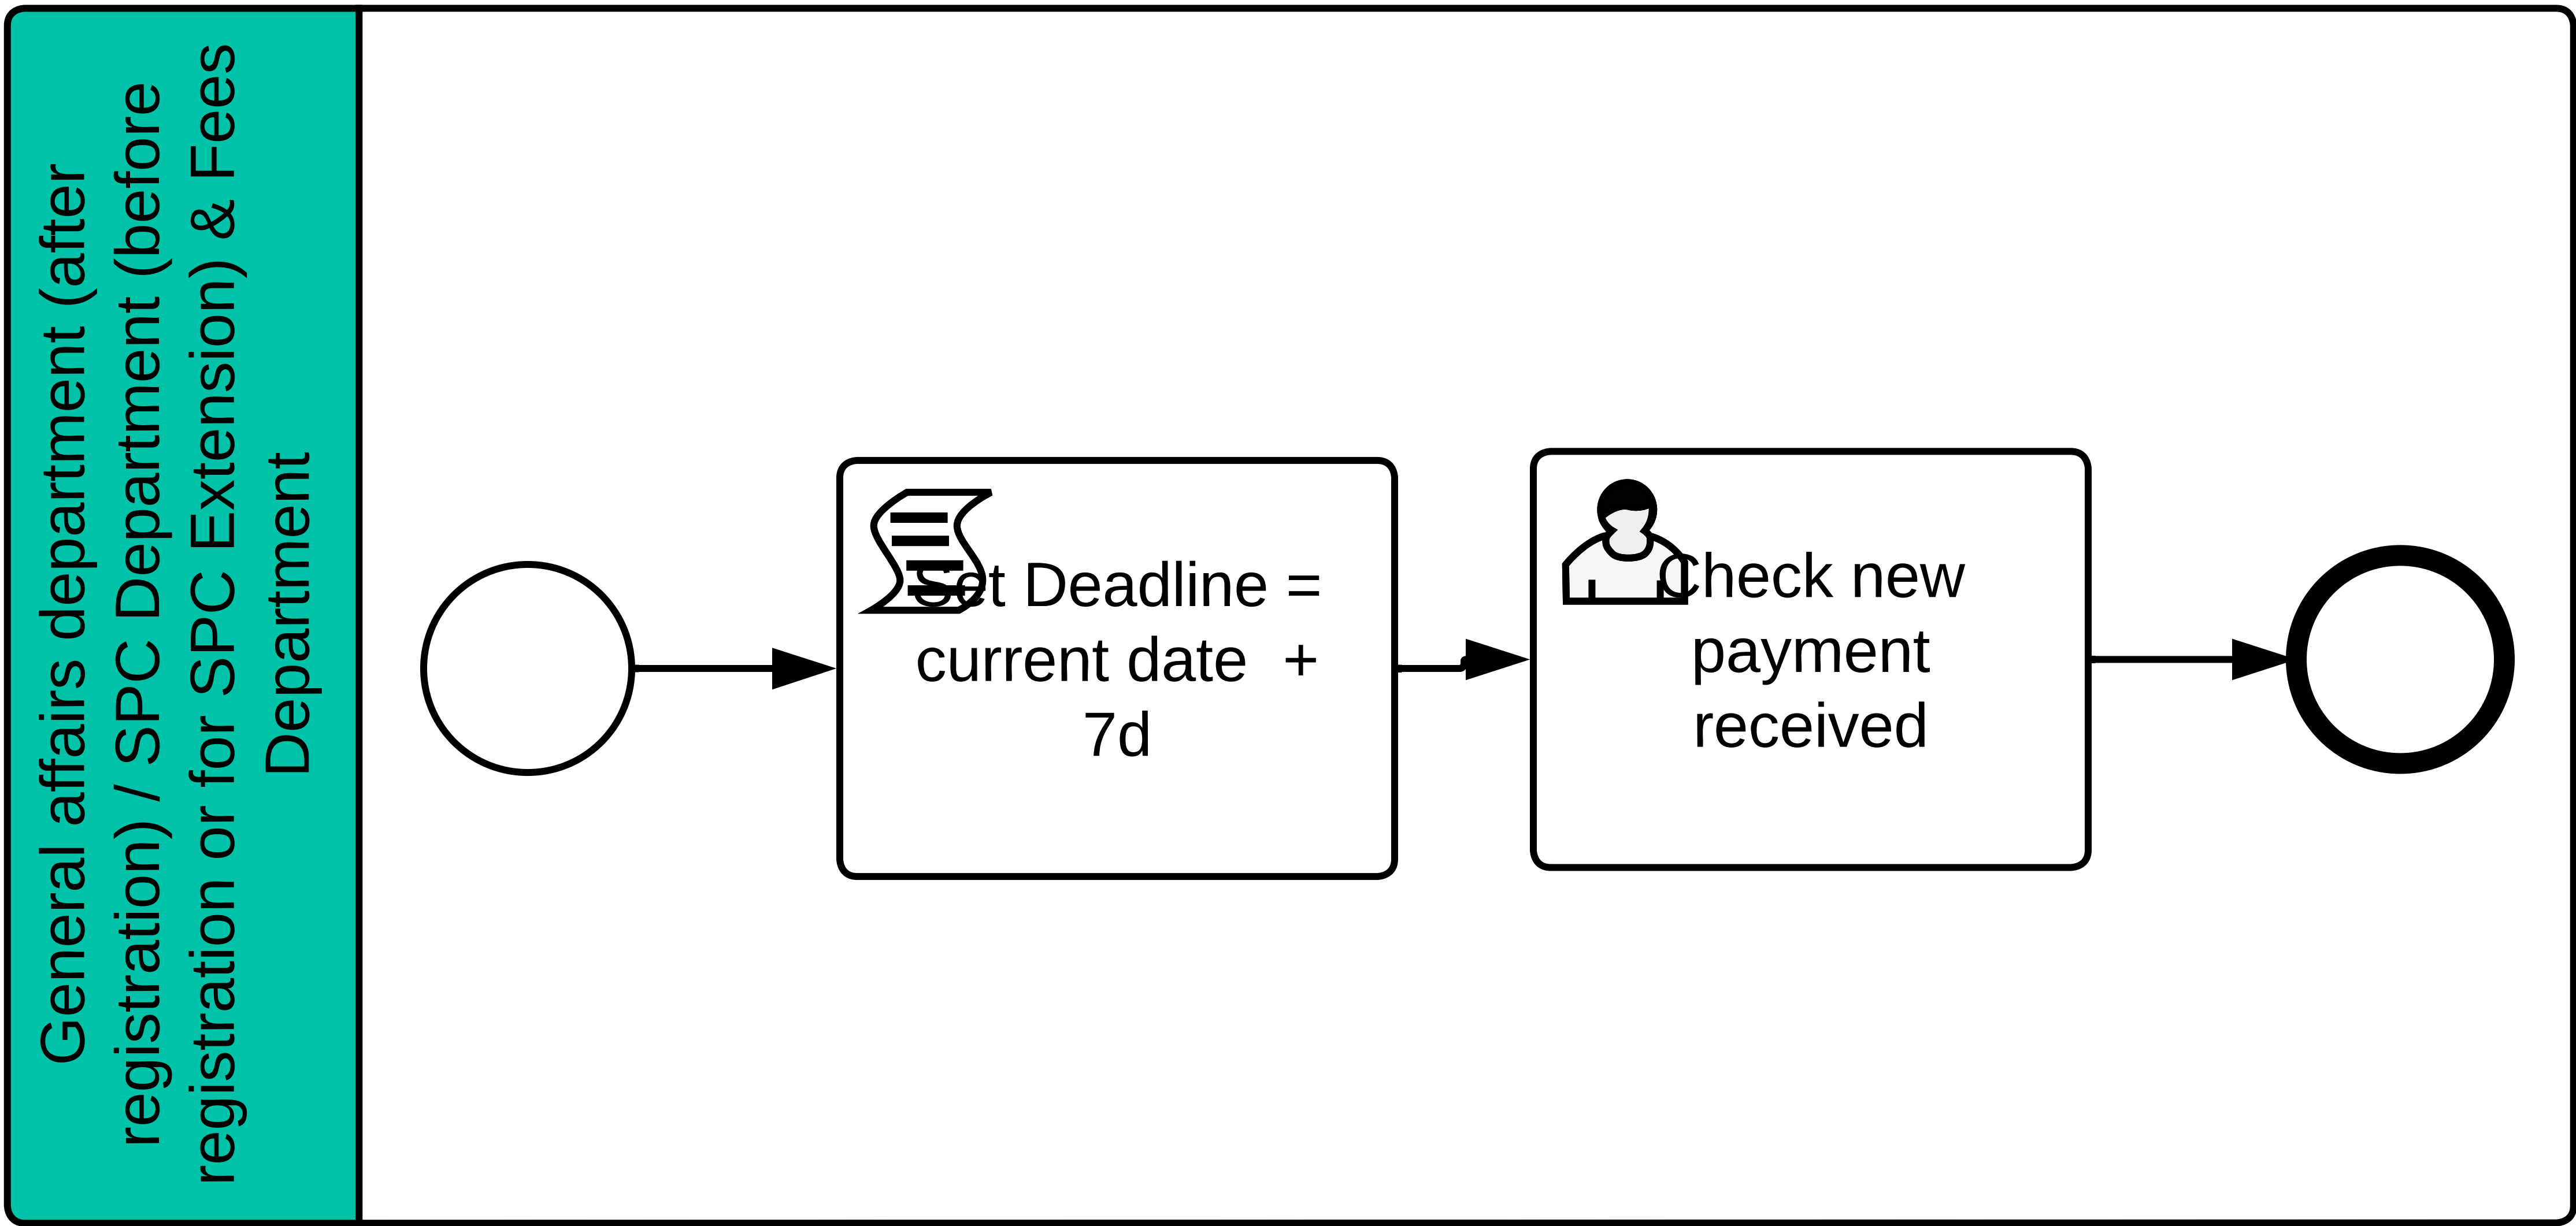 General affairs department (after
registration) / SPC Department (before
registration or for SPC Extension) & Fees
Department
Set Deadline =
current date +
7d
Check new
payment
received